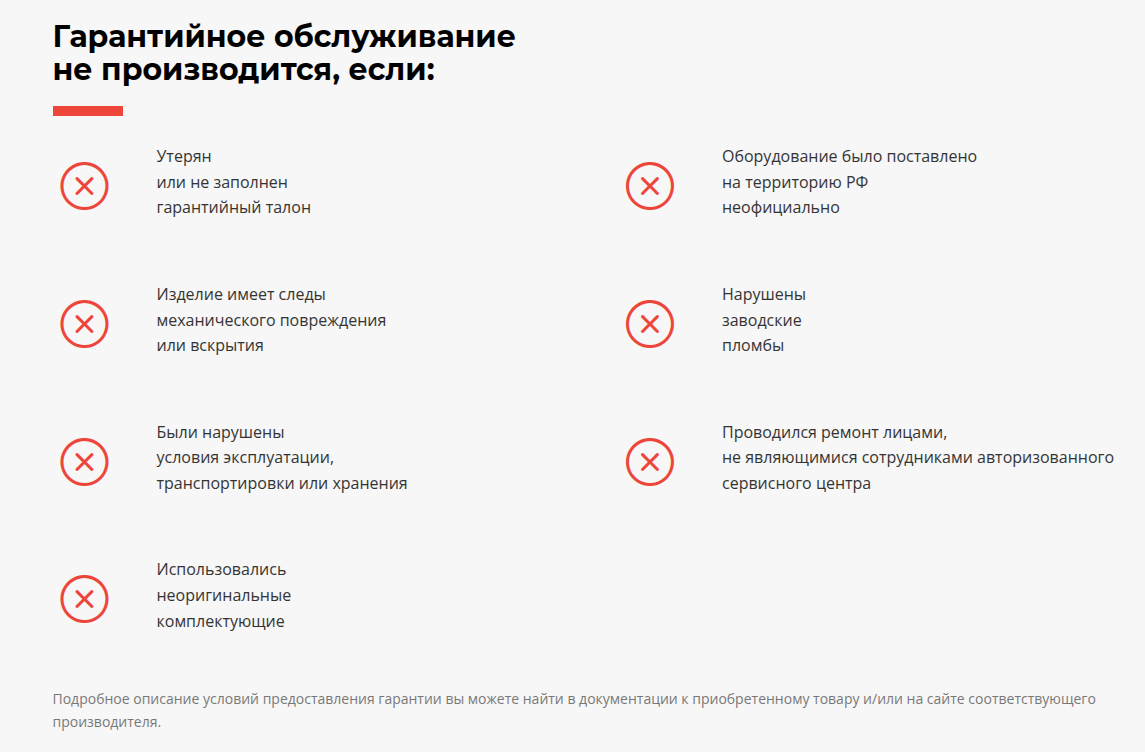 Гарантийное обслуживание
не производится, если:
Утерян
или не заполнен
гарантийный талон
Оборудование было поставлено
на территорию РФ
неофициально
Изделие имеет следы
механического повреждения
или вскрытия
Нарушены
заводские
пломбы
Были нарушены
условия эксплуатации,
транспортировки или хранения
Проводился ремонт лицами,
не являющимися сотрудниками авторизованного
сервисного центра
Использовались
неоригинальные
комплектующие
Подробное описание условий предоставления гарантии вы можете найти в документации к приобретенному товару и/или на сайте соответствующего
производителя.